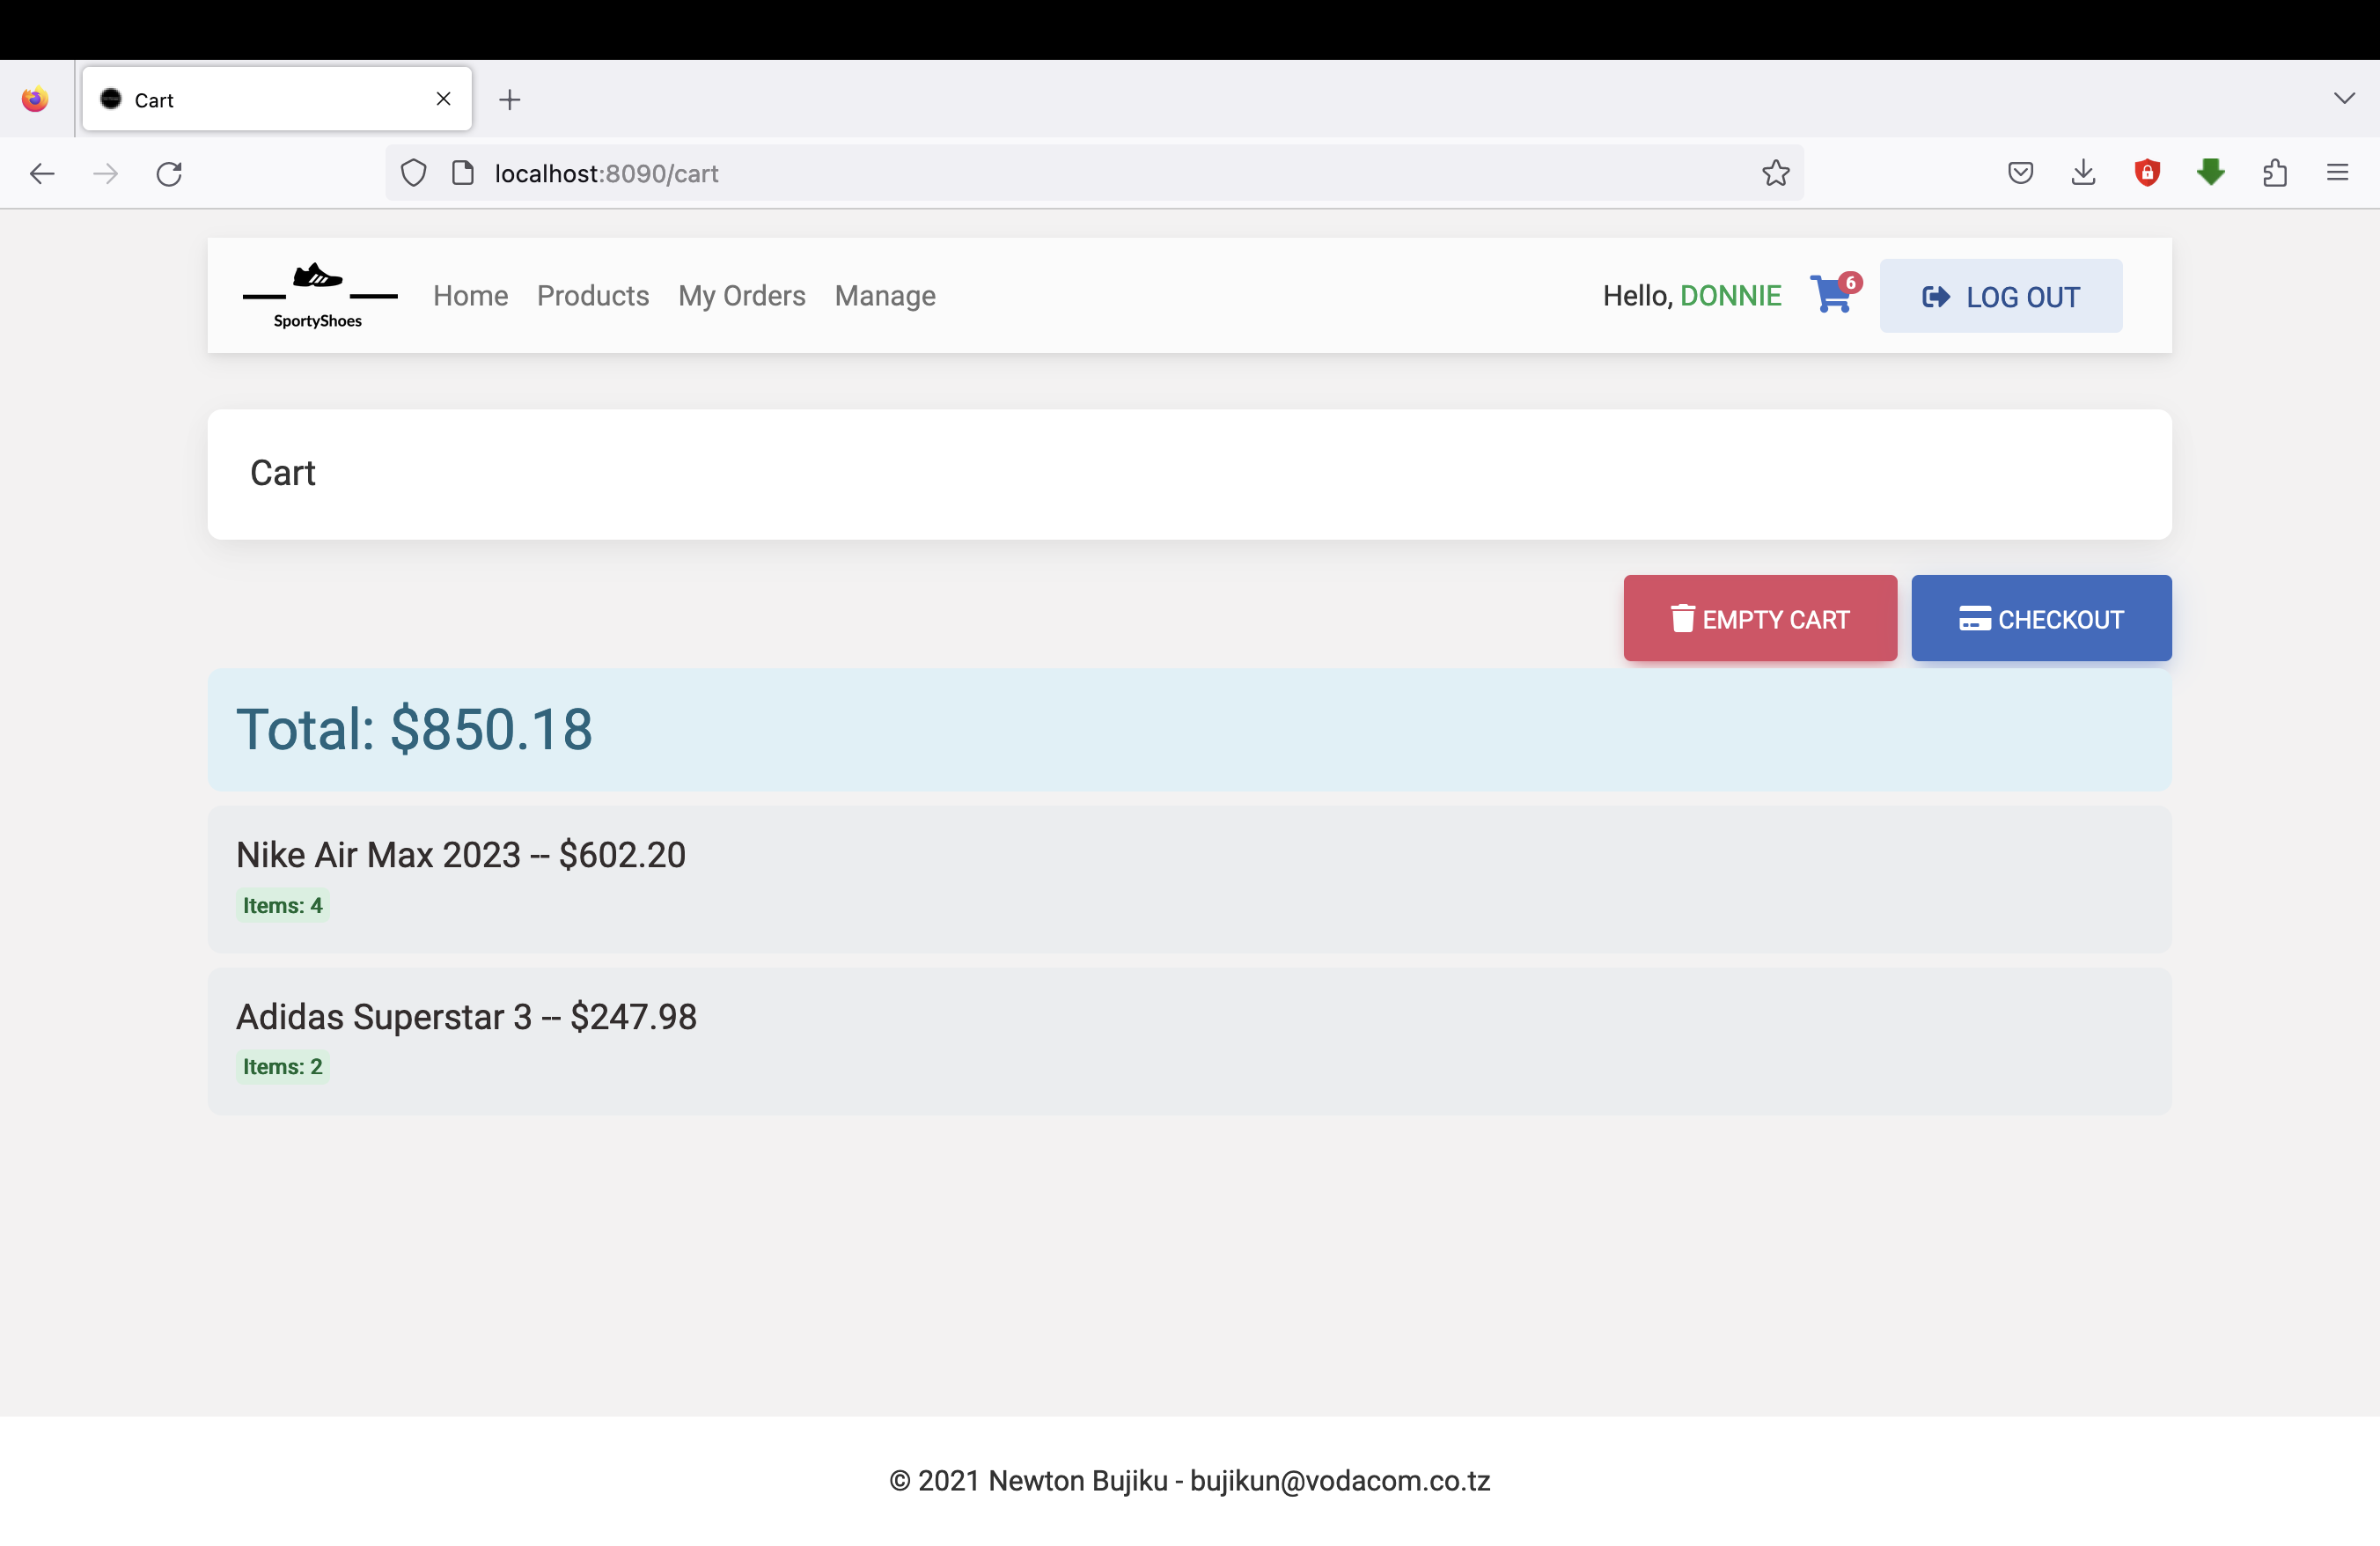 Cart
localhost:8090/cart
SportyShoes
Home Products My Orders Manage
Hello, DONNIE 6 LOG OUT
Cart
EMPTY CART CHECKOUT
Total: $850.18
Nike Air Max 2023 -- $602.20
Items: 4
Adidas Superstar 3 -- $247.98
Items: 2
© 2021 Newton Bujiku - bujikun@vodacom.co.tz